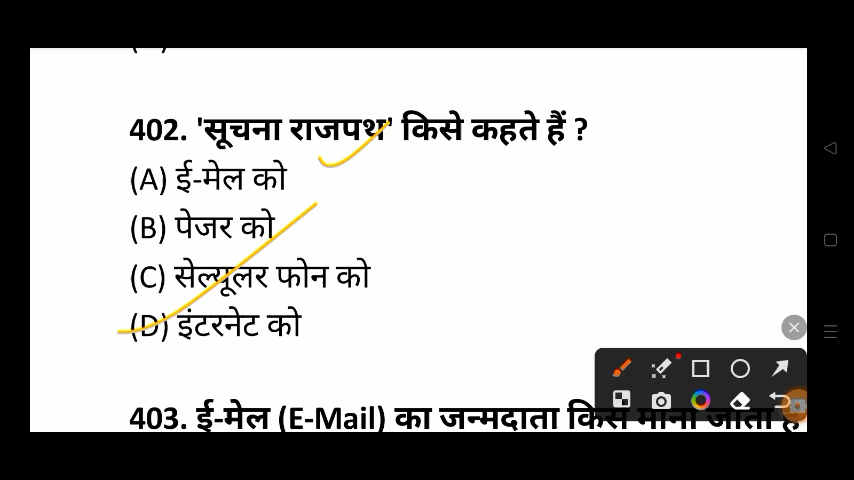 402. 'सूचना राजपथ' किसे कहते हैं ?
(A) ई-मेल को
(B) पेजर को
(C) सेल्यूलर फोन को
(D) इंटरनेट को
403. ई-मेल (E-Mail) का जन्मदाता किसे माना जाता है